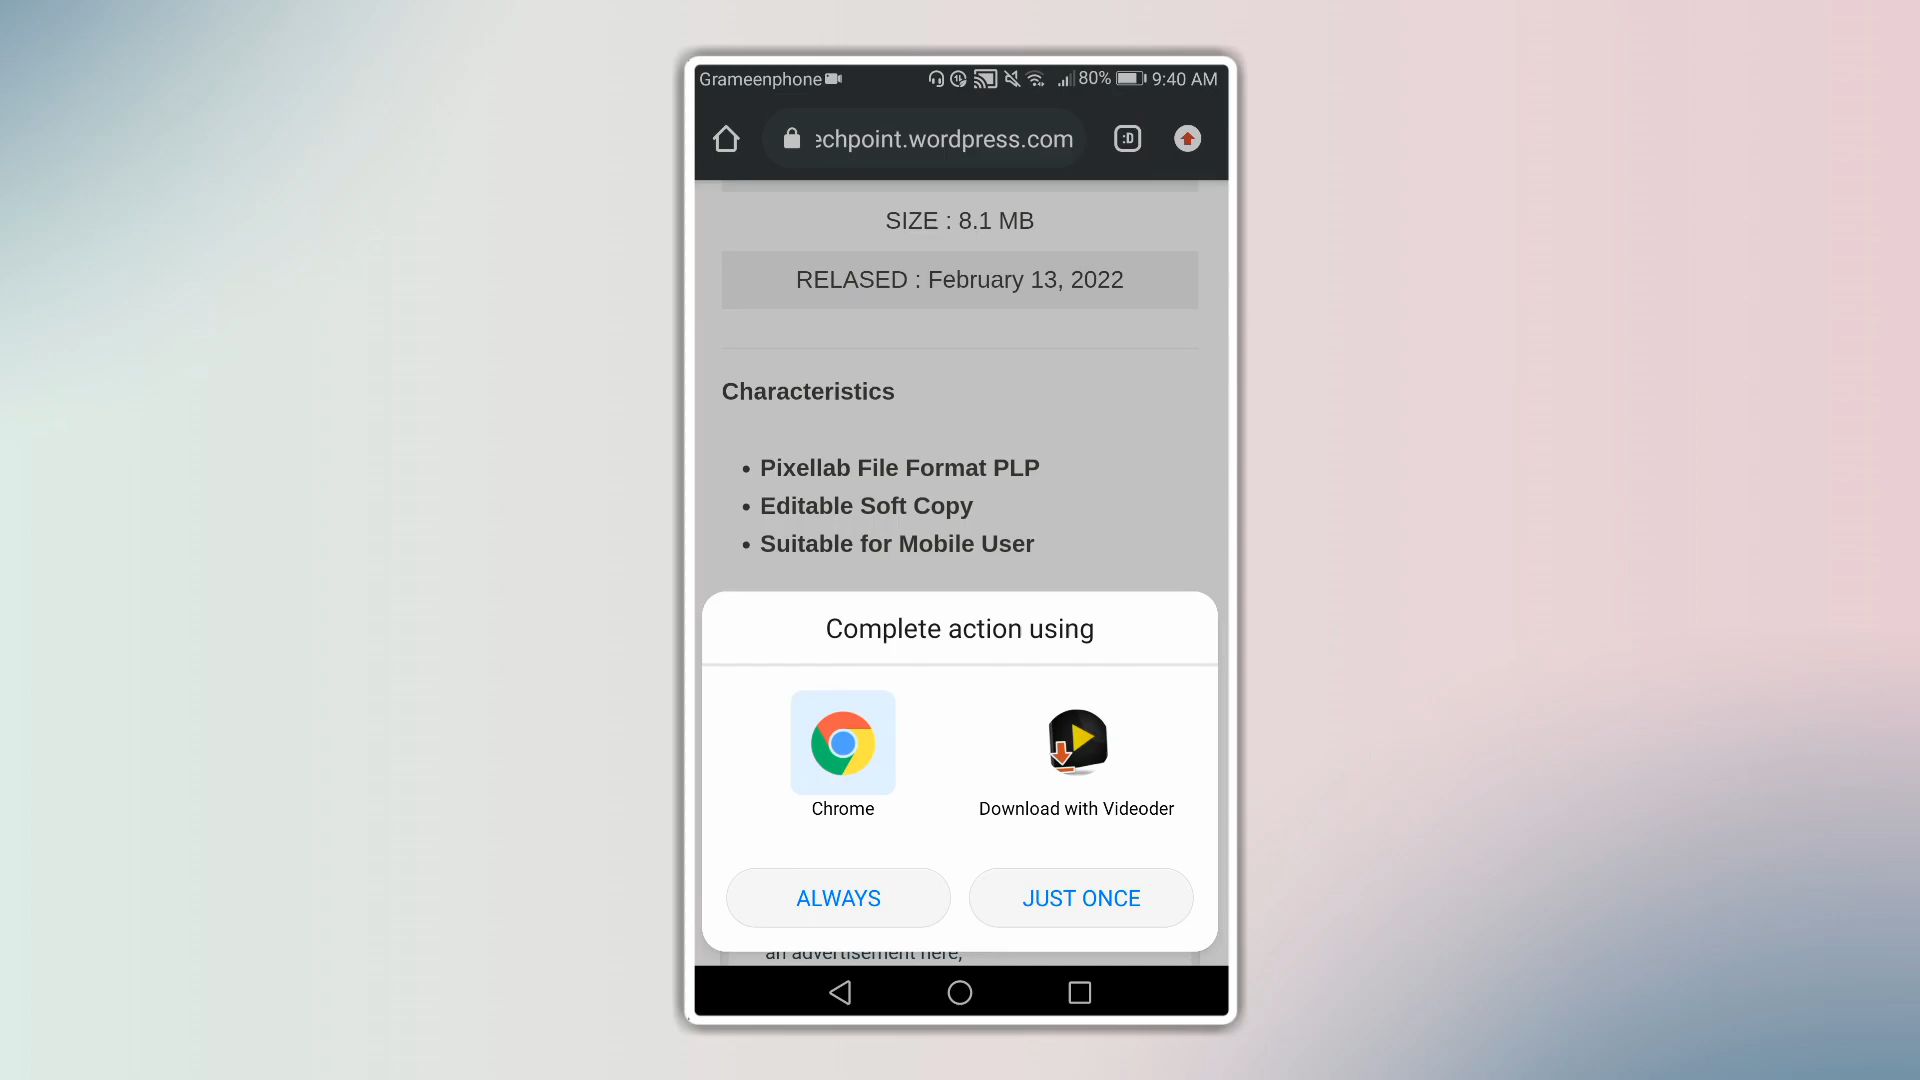 Grameenphone
80% 9:40 AM
echpoint.wordpress.com
:D
SIZE : 8.1 MB
RELASED : February 13, 2022
Characteristics
• Pixellab File Format PLP
• Editable Soft Copy
• Suitable for Mobile User
Complete action using
Chrome
Download with Videoder
ALWAYS
JUST ONCE
an advertisement here,